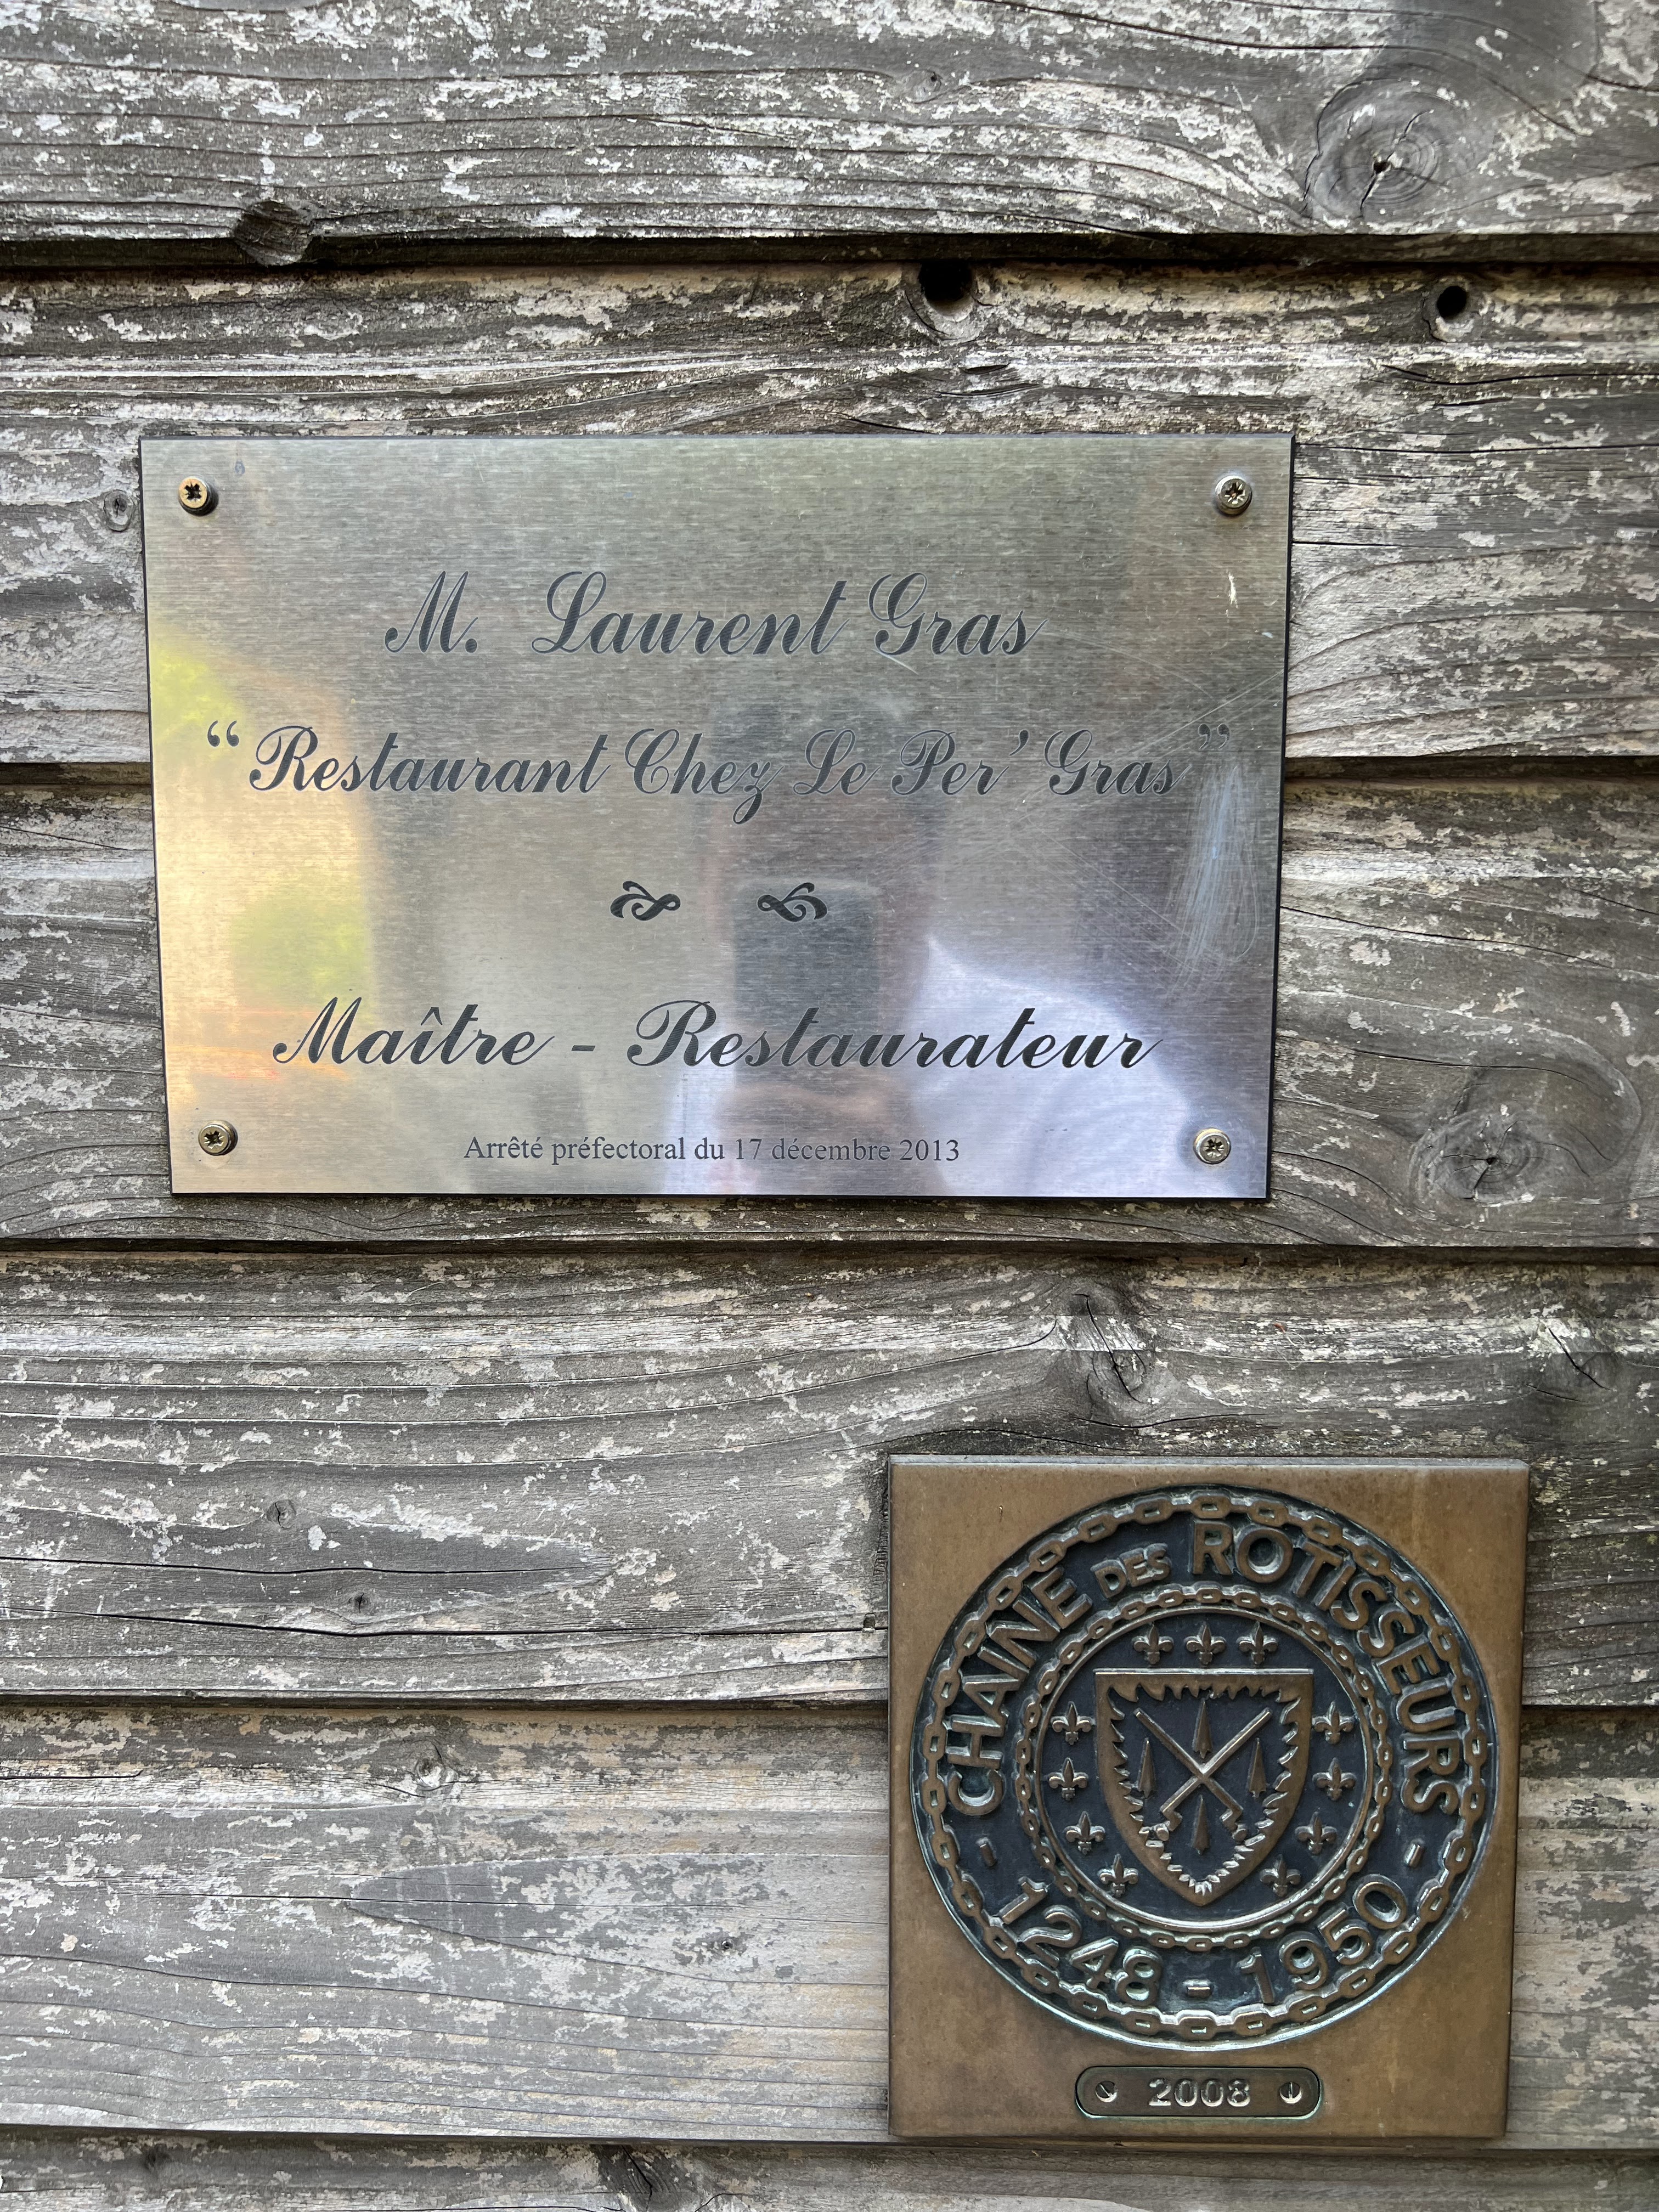 M. Laurent Gras
“Restaurant Chez Le Per’Gras”
Maître - Restaurateur
Arrêté préfectoral du 17 décembre 2013
CHAINE DES ROTISSEURS
- 1248 - 1950 -
2008